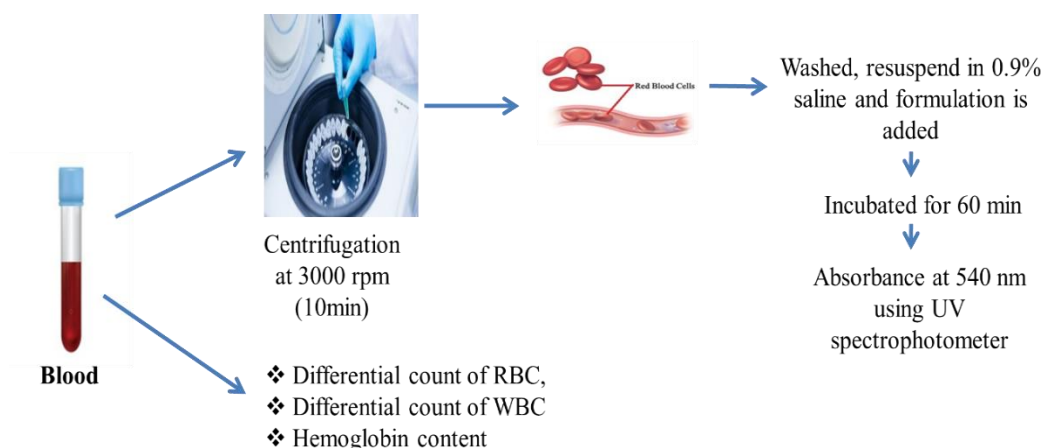 Blood
Centrifugation
at 3000 rpm
(10min)
Red Blood Cells
Washed, resuspend in 0.9%
saline and formulation is
added
Incubated for 60 min
Absorbance at 540 nm
using UV
spectrophotometer
❖ Differential count of RBC,
❖ Differential count of WBC
❖ Hemoglobin content